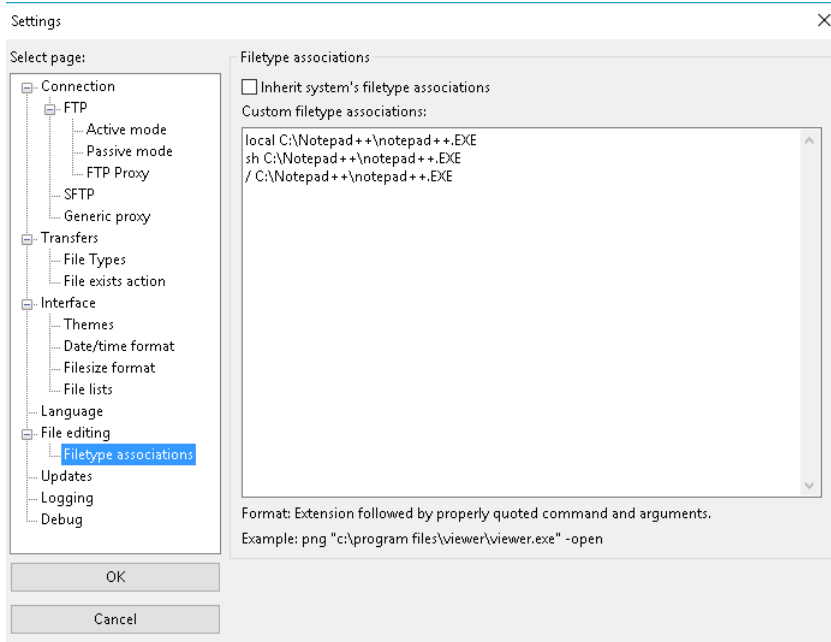 Settings
Select page:
Connection
FTP
Active mode
Passive mode
FTP Proxy
SFTP
Generic proxy
Transfers
File Types
File exists action
Interface
Themes
Date/time format
Filesize format
File lists
Language
File editing
Filetype associations
Updates
Logging
Debug
OK
Cancel
Filetype associations
Inherit system's filetype associations
Custom filetype associations:
local C:\Notepad++\notepad++.EXE
sh C:\Notepad++\notepad++.EXE
/ C:\Notepad++\notepad++.EXE
Format: Extension followed by properly quoted command and arguments.
Example: png "c:\program files\viewer\viewer.exe" -open